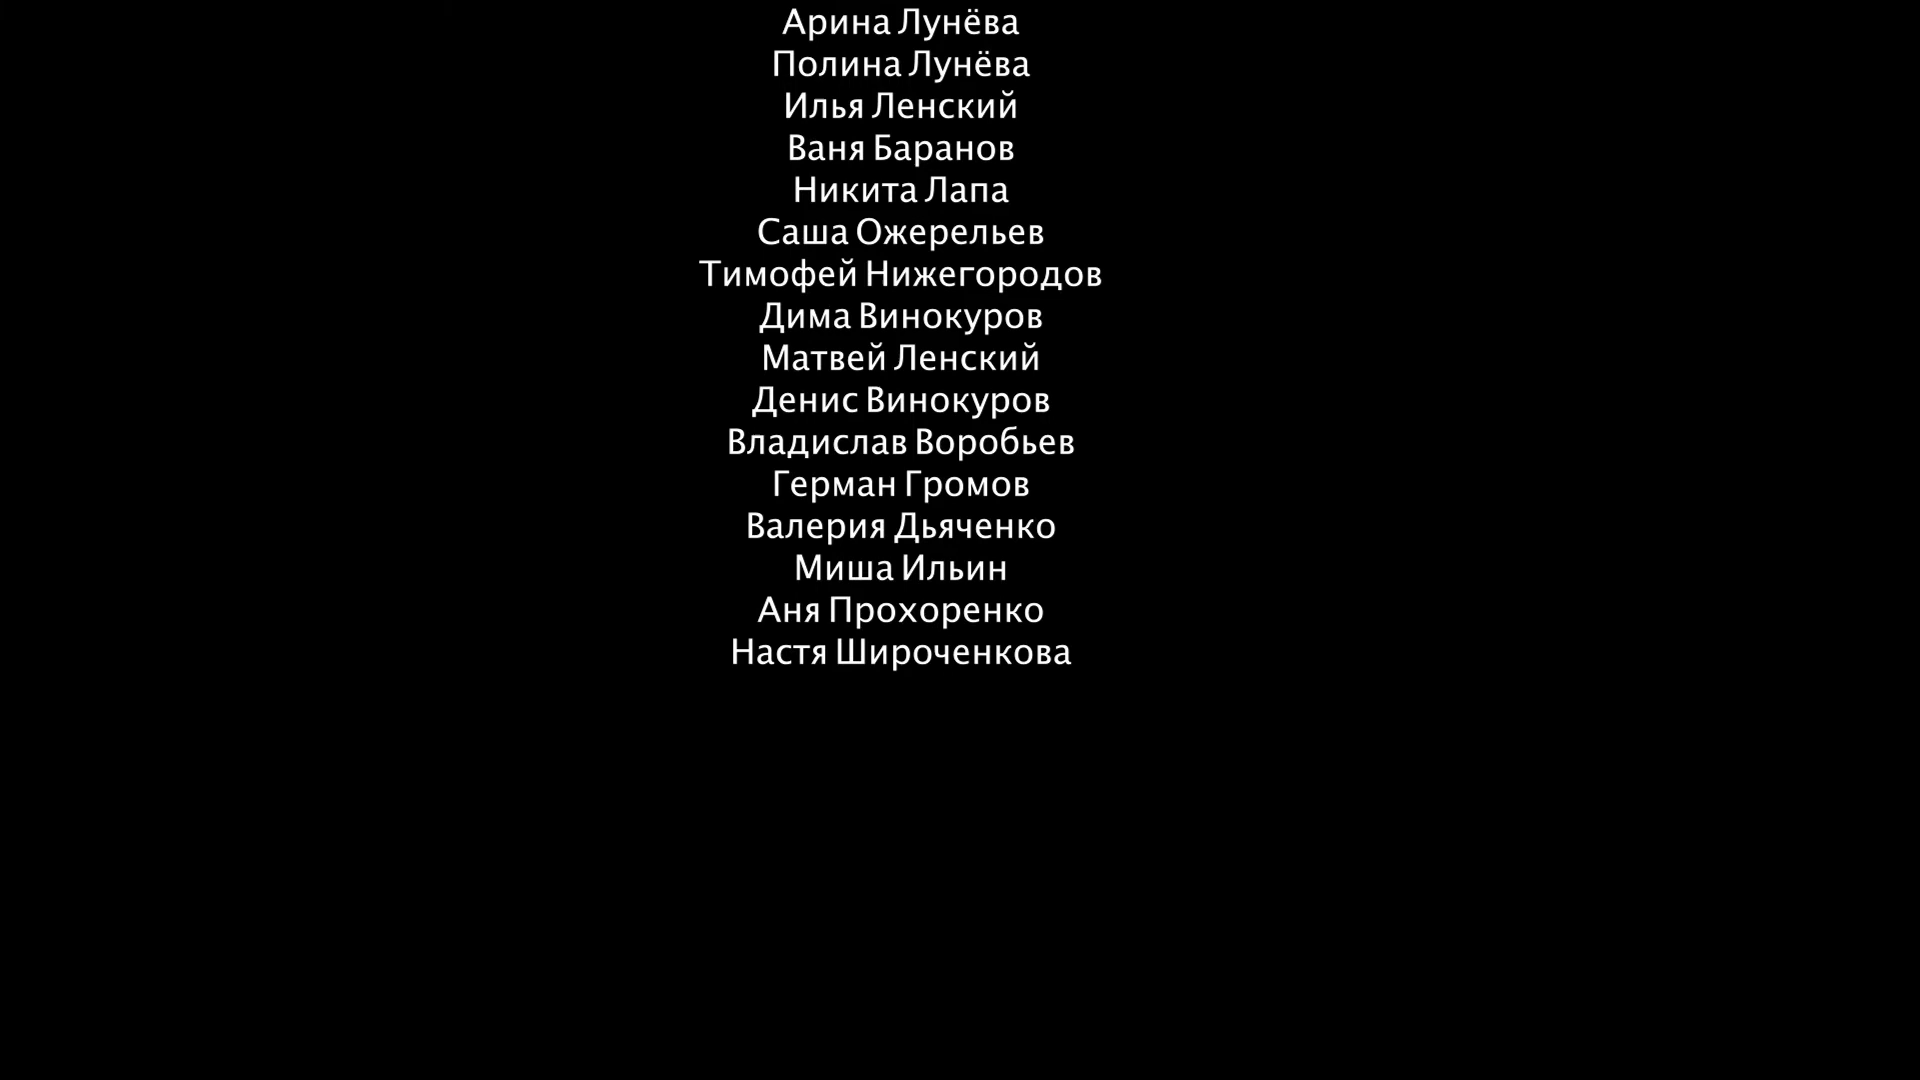 Арина Лунёва
Полина Лунёва
Илья Ленский
Ваня Баранов
Никита Лапа
Саша Ожерельев
Тимофей Нижегородов
Дима Винокуров
Матвей Ленский
Денис Винокуров
Владислав Воробьев
Герман Громов
Валерия Дьяченко
Миша Ильин
Аня Прохоренко
Настя Широченкова